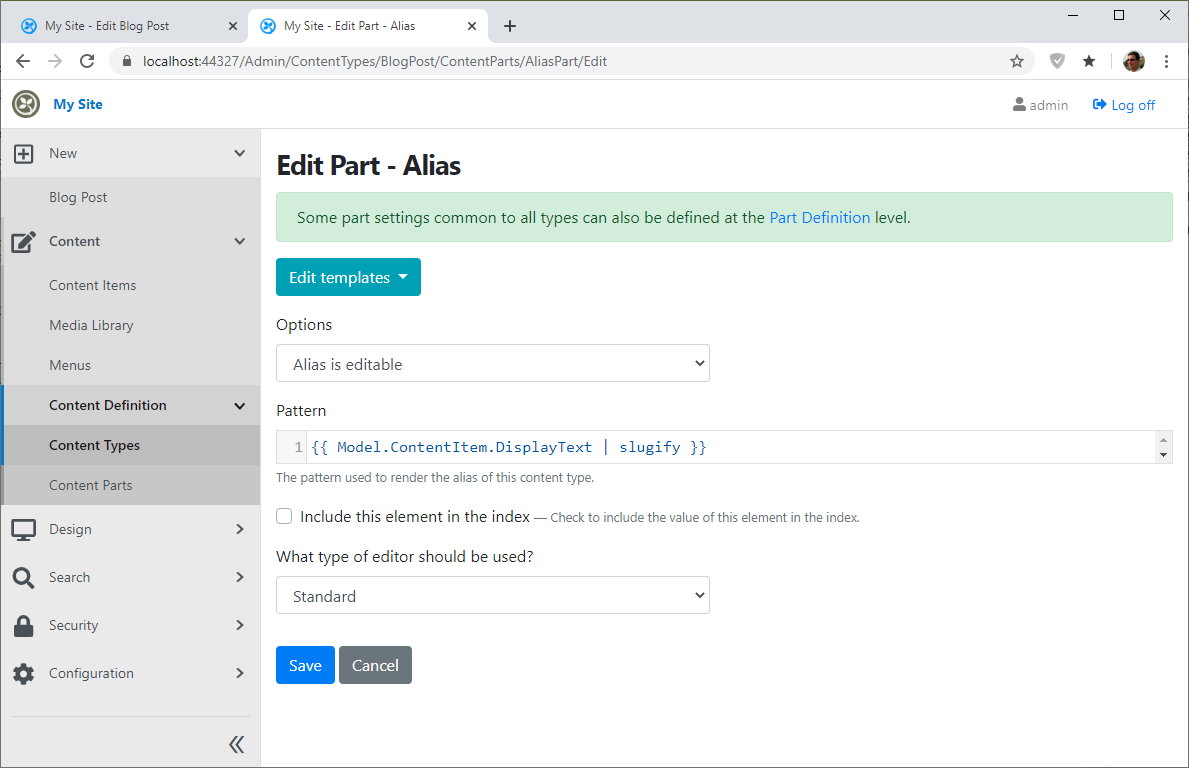 My Site - Edit Blog Post
My Site - Edit Part - Alias
localhost:44327/Admin/ContentTypes/BlogPost/ContentParts/AliasPart/Edit
My Site
admin
Log off
New
Blog Post
Content
Content Items
Media Library
Menus
Content Definition
Content Types
Content Parts
Design
Search
Security
Configuration
Edit Part - Alias
Some part settings common to all types can also be defined at the Part Definition level.
Edit templates
Options
Alias is editable
Pattern
1 {{ Model.ContentItem.DisplayText | slugify }}
The pattern used to render the alias of this content type.
Include this element in the index — Check to include the value of this element in the index.
What type of editor should be used?
Standard
Save Cancel